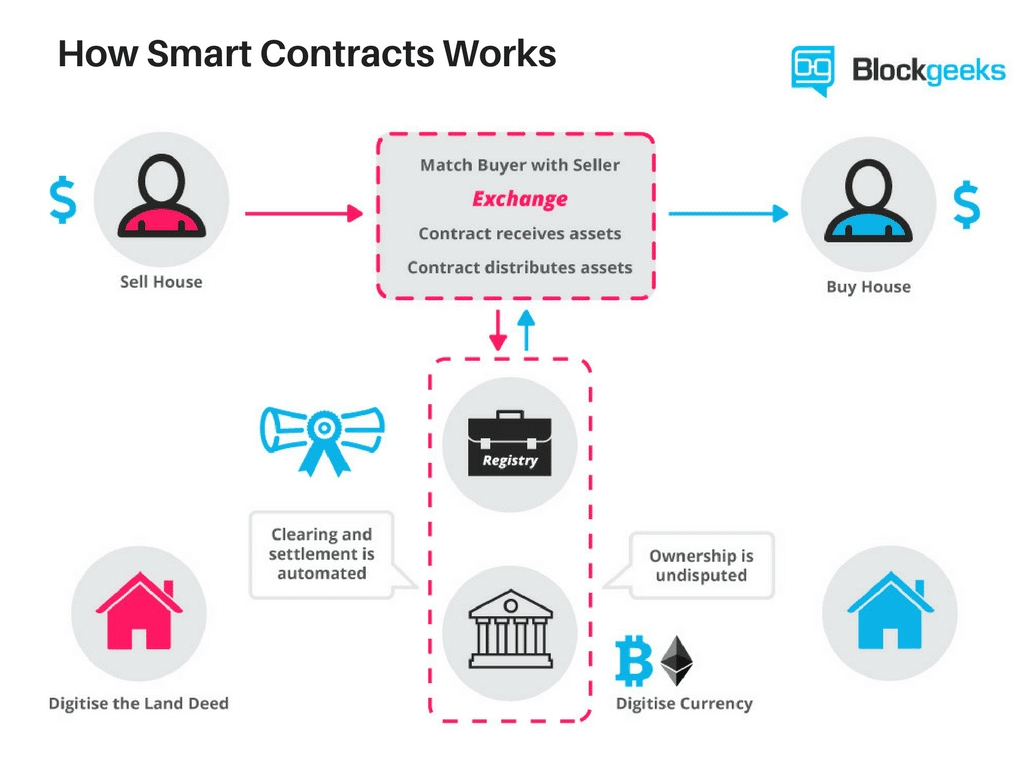 How Smart Contracts Works
Blockgeeks
Match Buyer with Seller
Exchange
Contract receives assets
Contract distributes assets
$
$
Sell House
Buy House
Registry
Clearing and
settlement is
automated
Ownership is
undisputed
Digitise the Land Deed
Digitise Currency